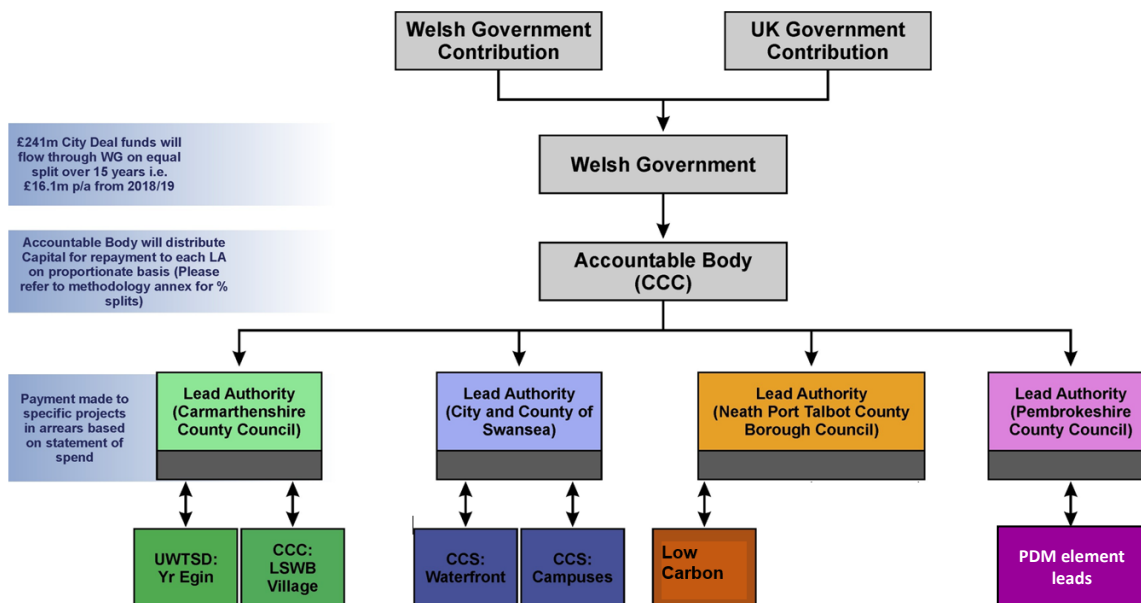 Welsh Government
Contribution
UK Government
Contribution
£241m City Deal funds will
flow through WG on equal
split over 15 years i.e.
£16.1m p/a from 2018/19
Welsh Government
Accountable Body will distribute
Capital for repayment to each LA
on proportionate basis (Please
refer to methodology annex for %
splits)
Accountable Body
(CCC)
Payment made to
specific projects
in arrears based
on statement of
spend
Lead Authority
(Carmarthenshire
County Council)
Lead Authority
(City and County of
Swansea)
Lead Authority
(Neath Port Talbot County
Borough Council)
Lead Authority
(Pembrokeshire
County Council)
UWTSD:
Yr Egin
CCC:
LSWB
Village
CCS:
Waterfront
CCS:
Campuses
Low
Carbon
PDM element
leads